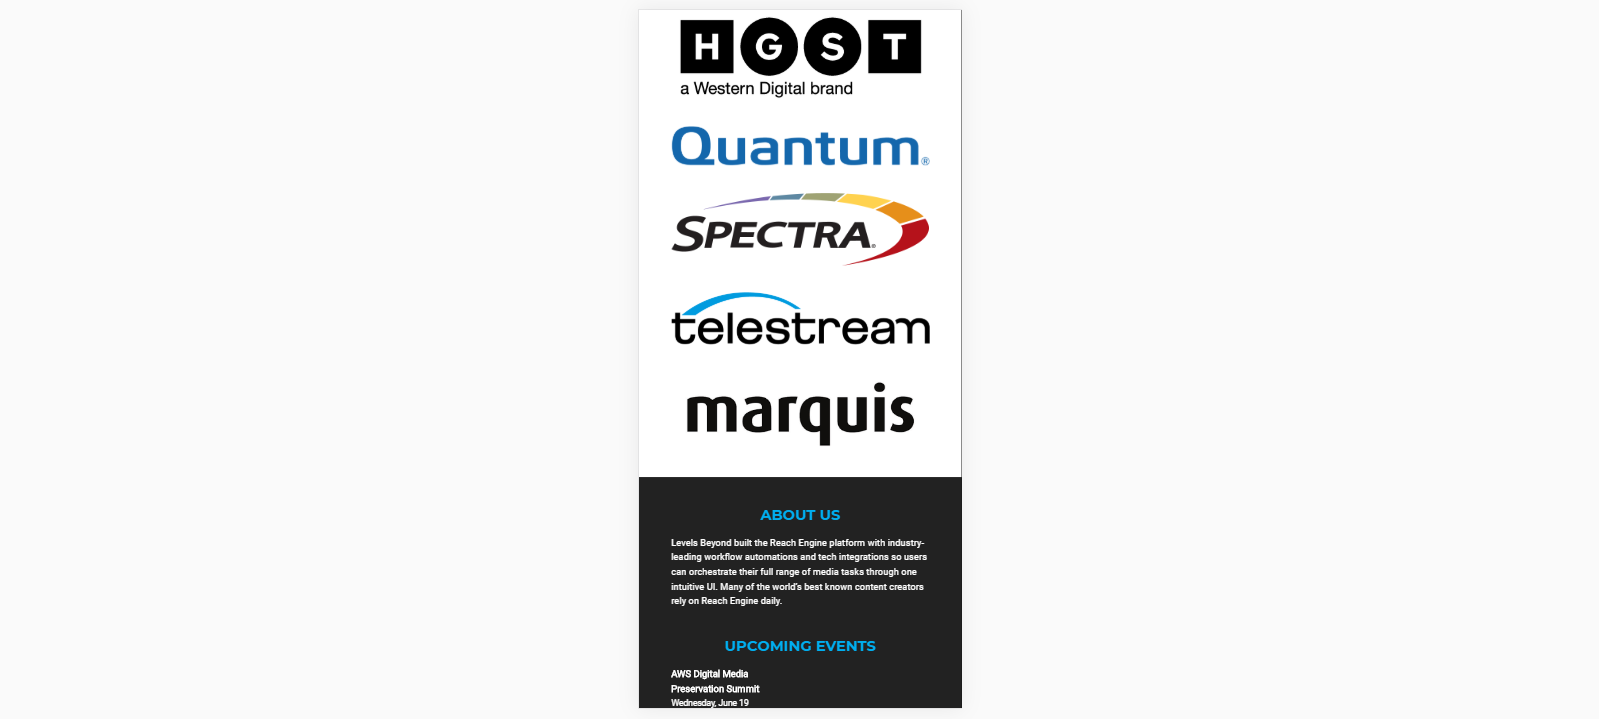 HGST
a Western Digital brand
Quantum®
SPECTRA®
telestream
marquis
ABOUT US
Levels Beyond built the Reach Engine platform with industry-
leading workflow automations and tech integrations so users
can orchestrate their full range of media tasks through one
intuitive UI. Many of the world's best known content creators
rely on Reach Engine daily.
UPCOMING EVENTS
AWS Digital Media
Preservation Summit
Wednesday, June 19